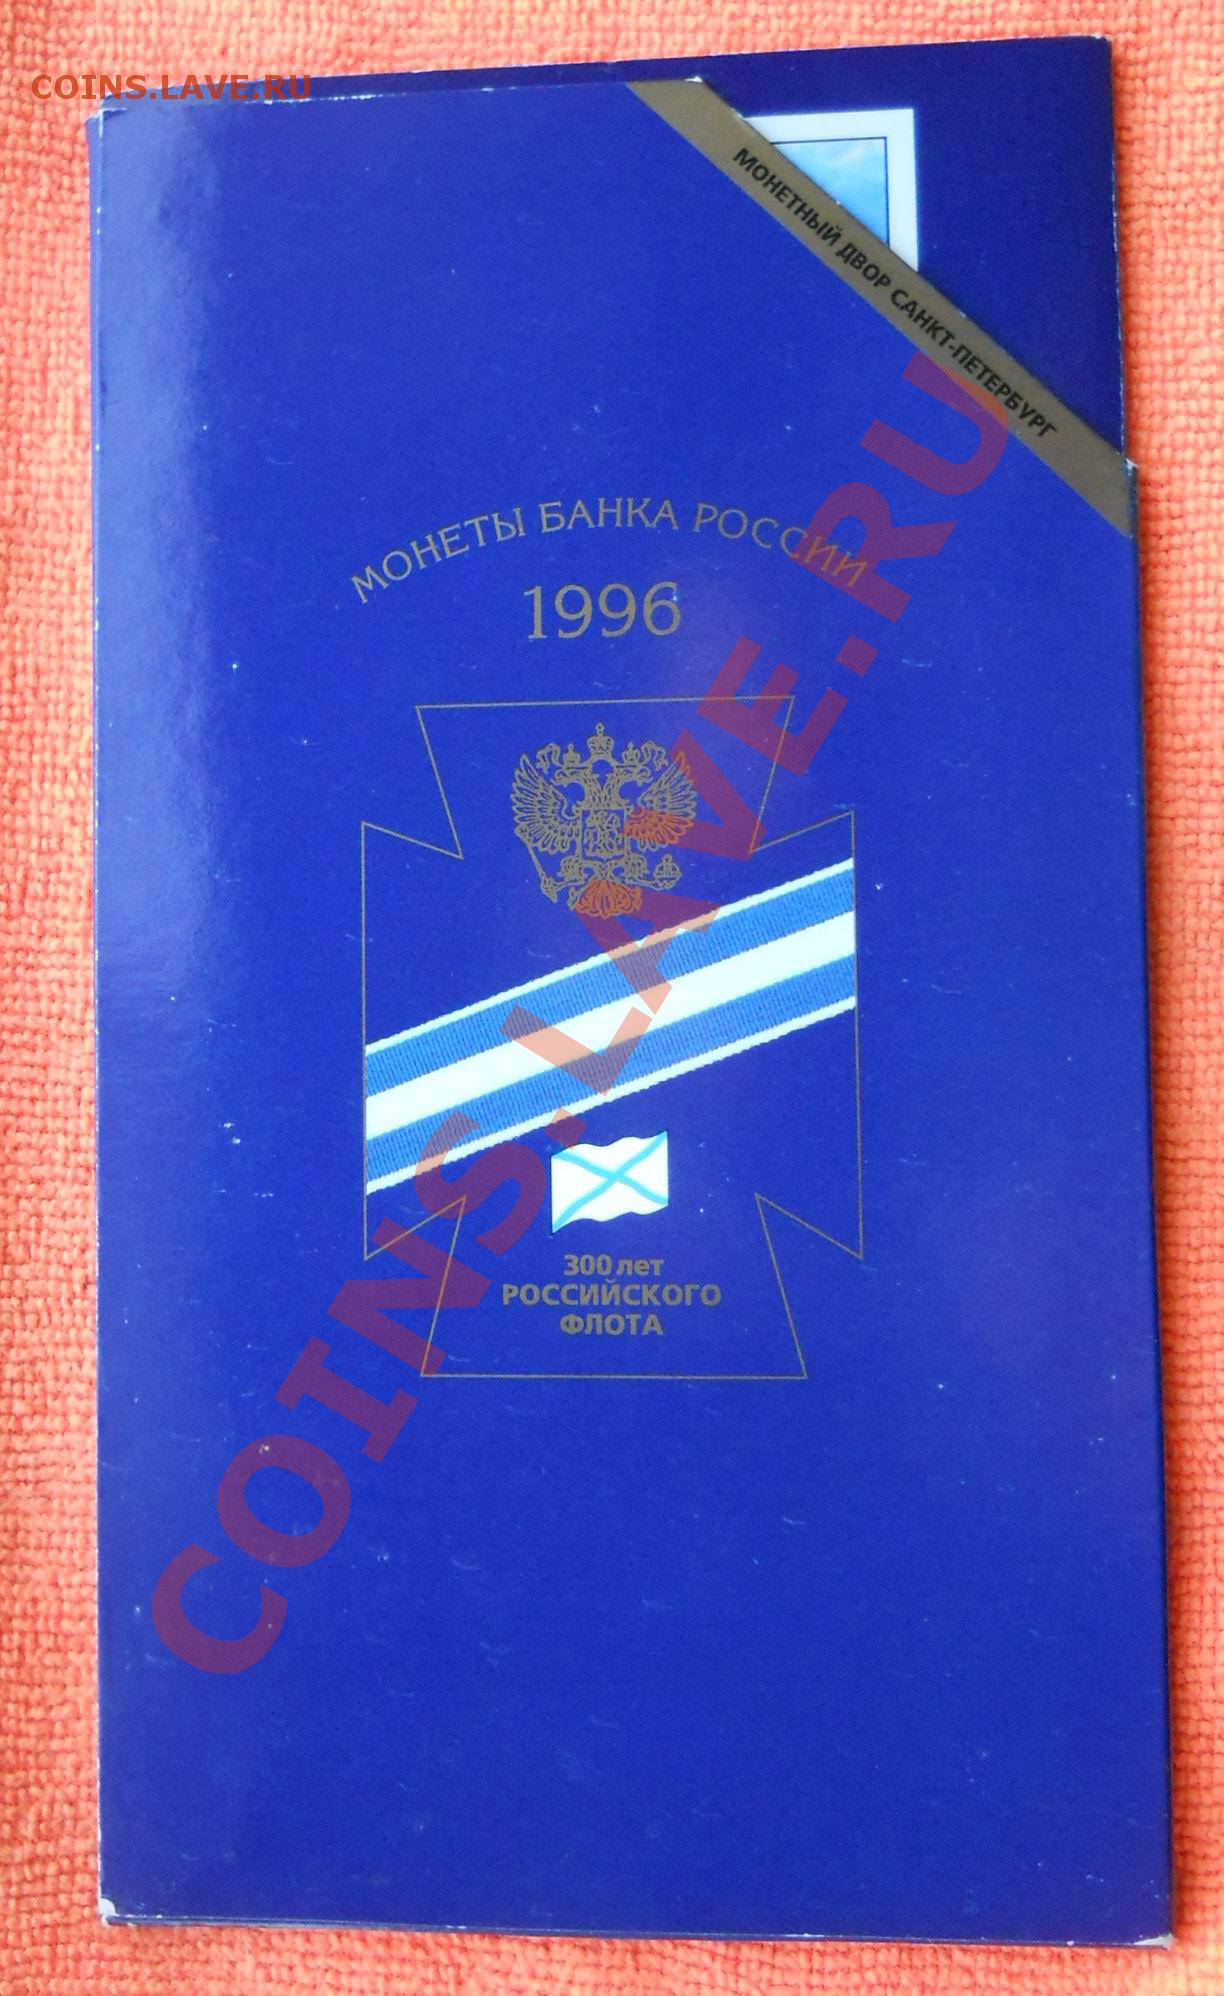 COINS.LAVE.RU
МОНЕТНЫЙ ДВОР САНКТ-ПЕТЕРБУРГ
МОНЕТЫ БАНКА РОССИИ
1996
300 лет
РОССИЙСКОГО
ФЛОТА
COINS.LAVE.RU